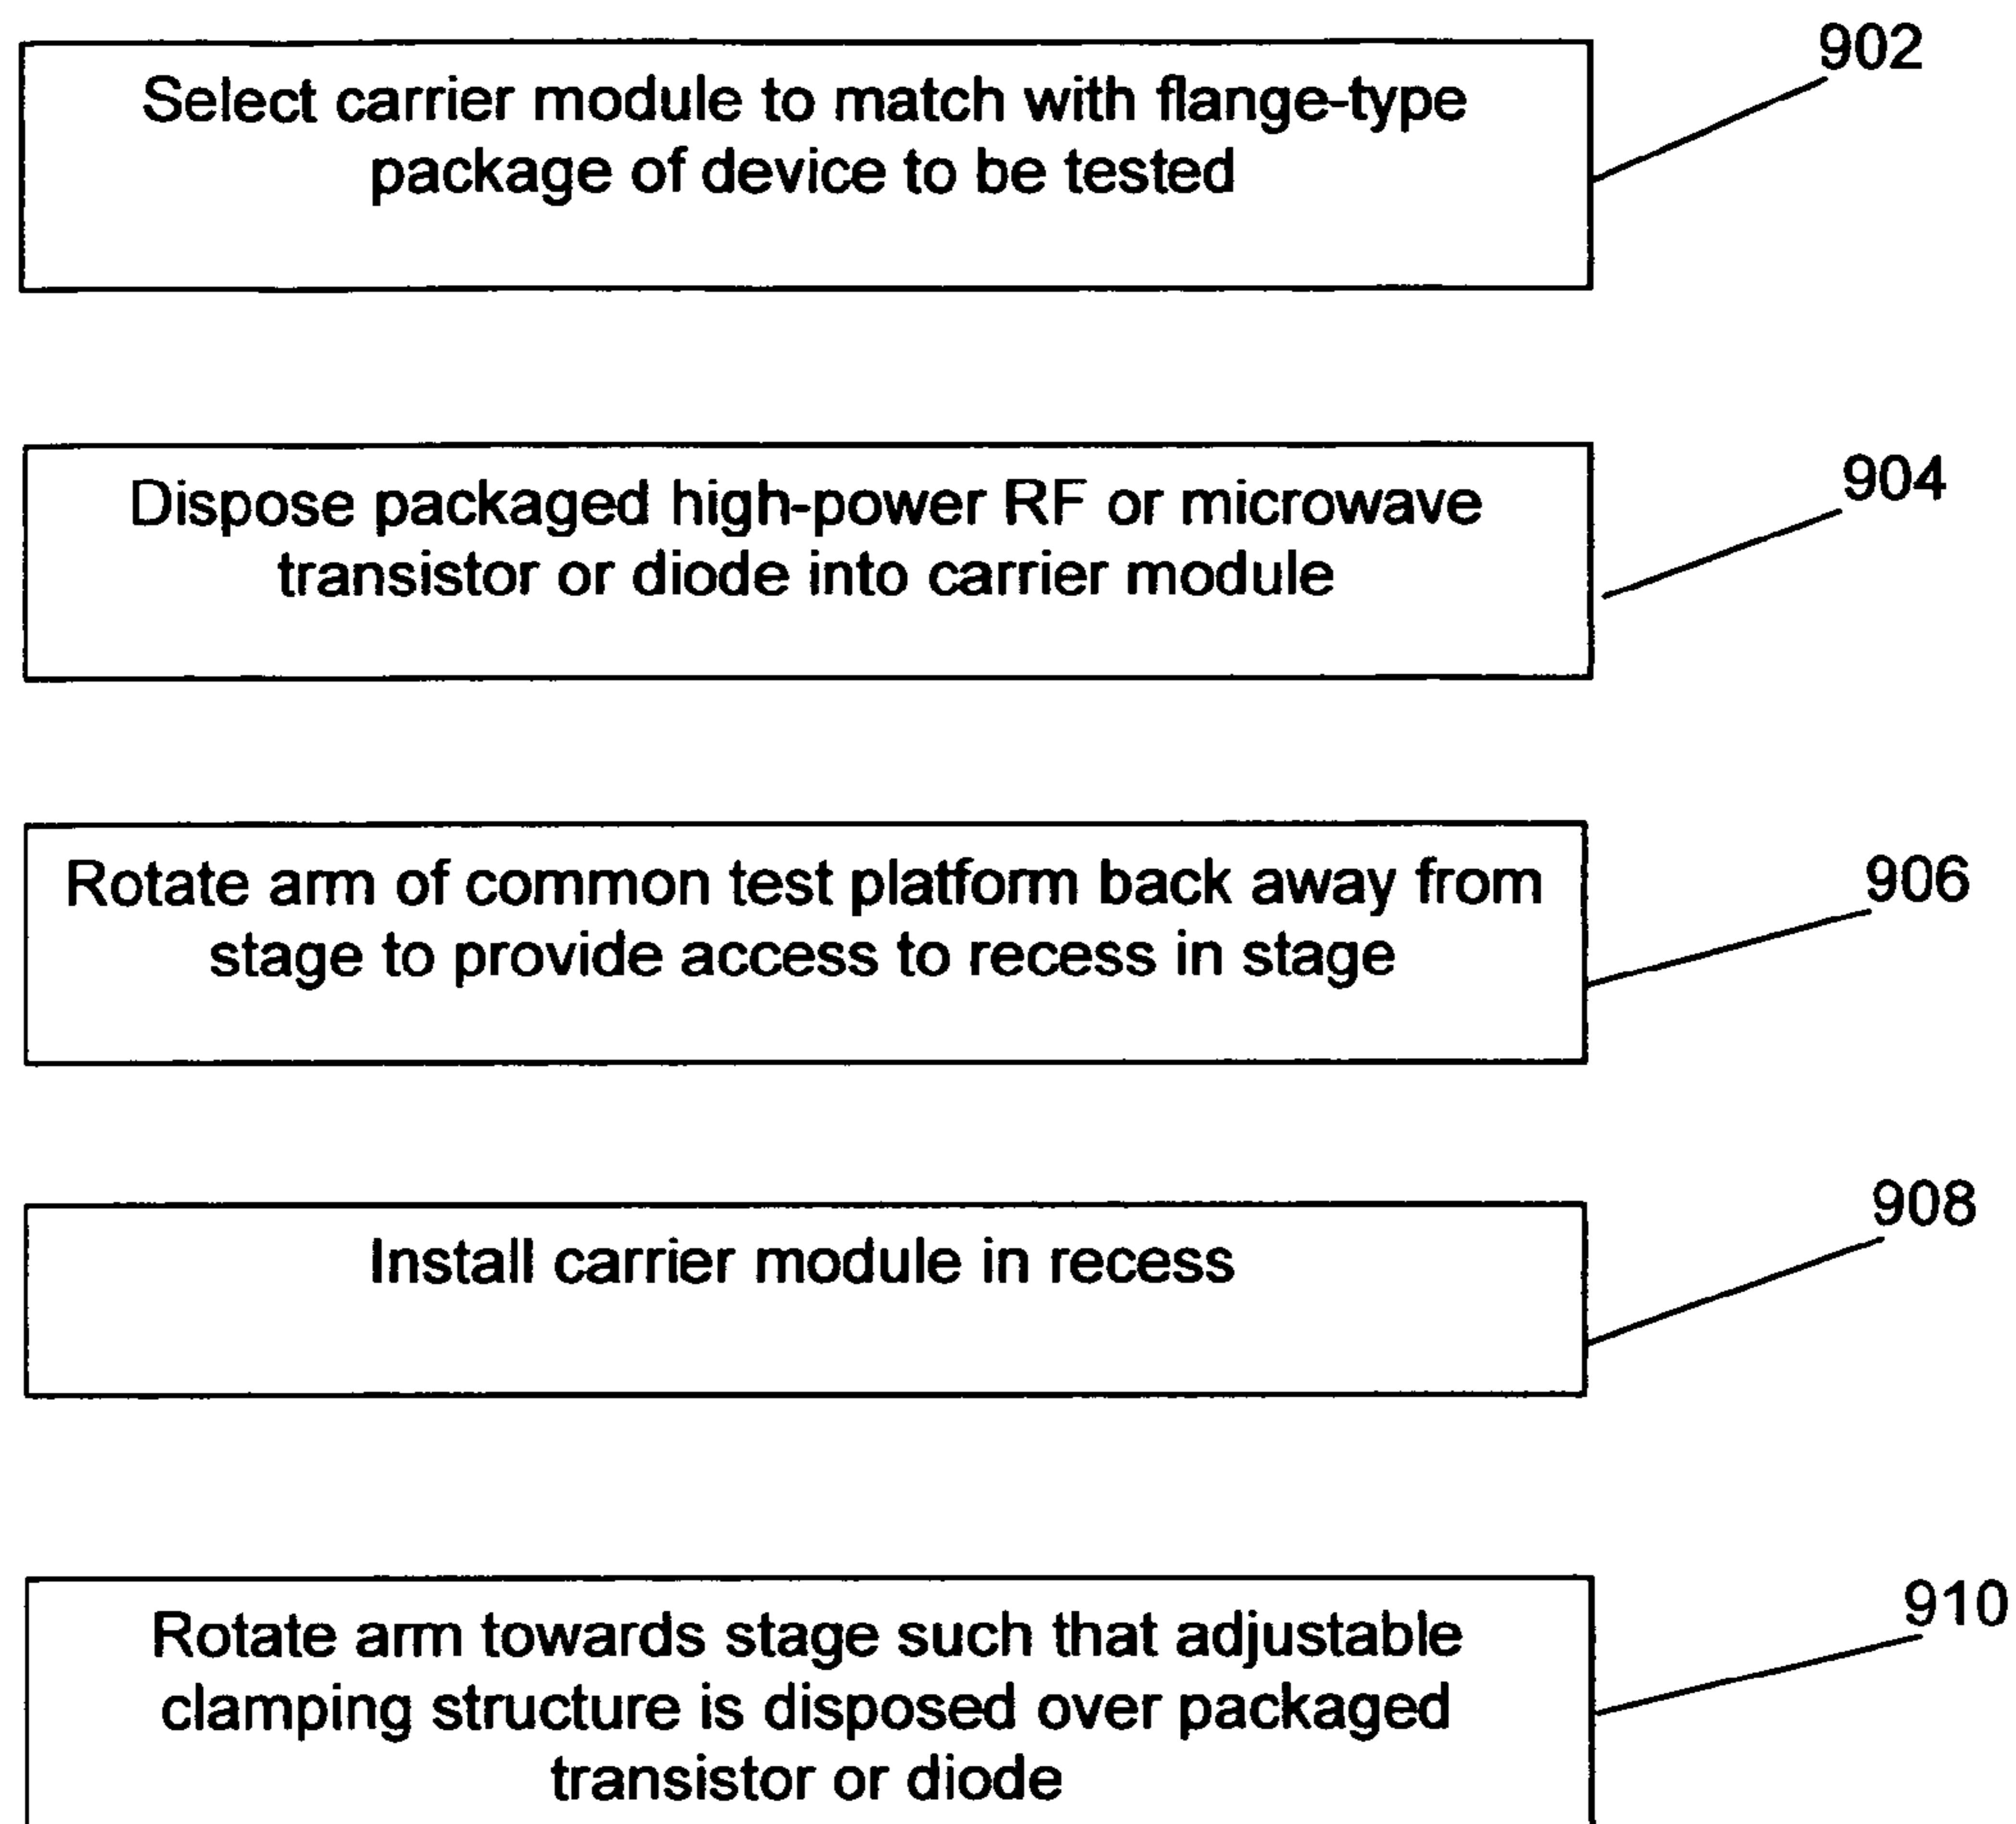 902
Select carrier module to match with flange-type
package of device to be tested
904
Dispose packaged high-power RF or microwave
transistor or diode into carrier module
906
Rotate arm of common test platform back away from
stage to provide access to recess in stage
908
Install carrier module in recess
910
Rotate arm towards stage such that adjustable
clamping structure is disposed over packaged
transistor or diode